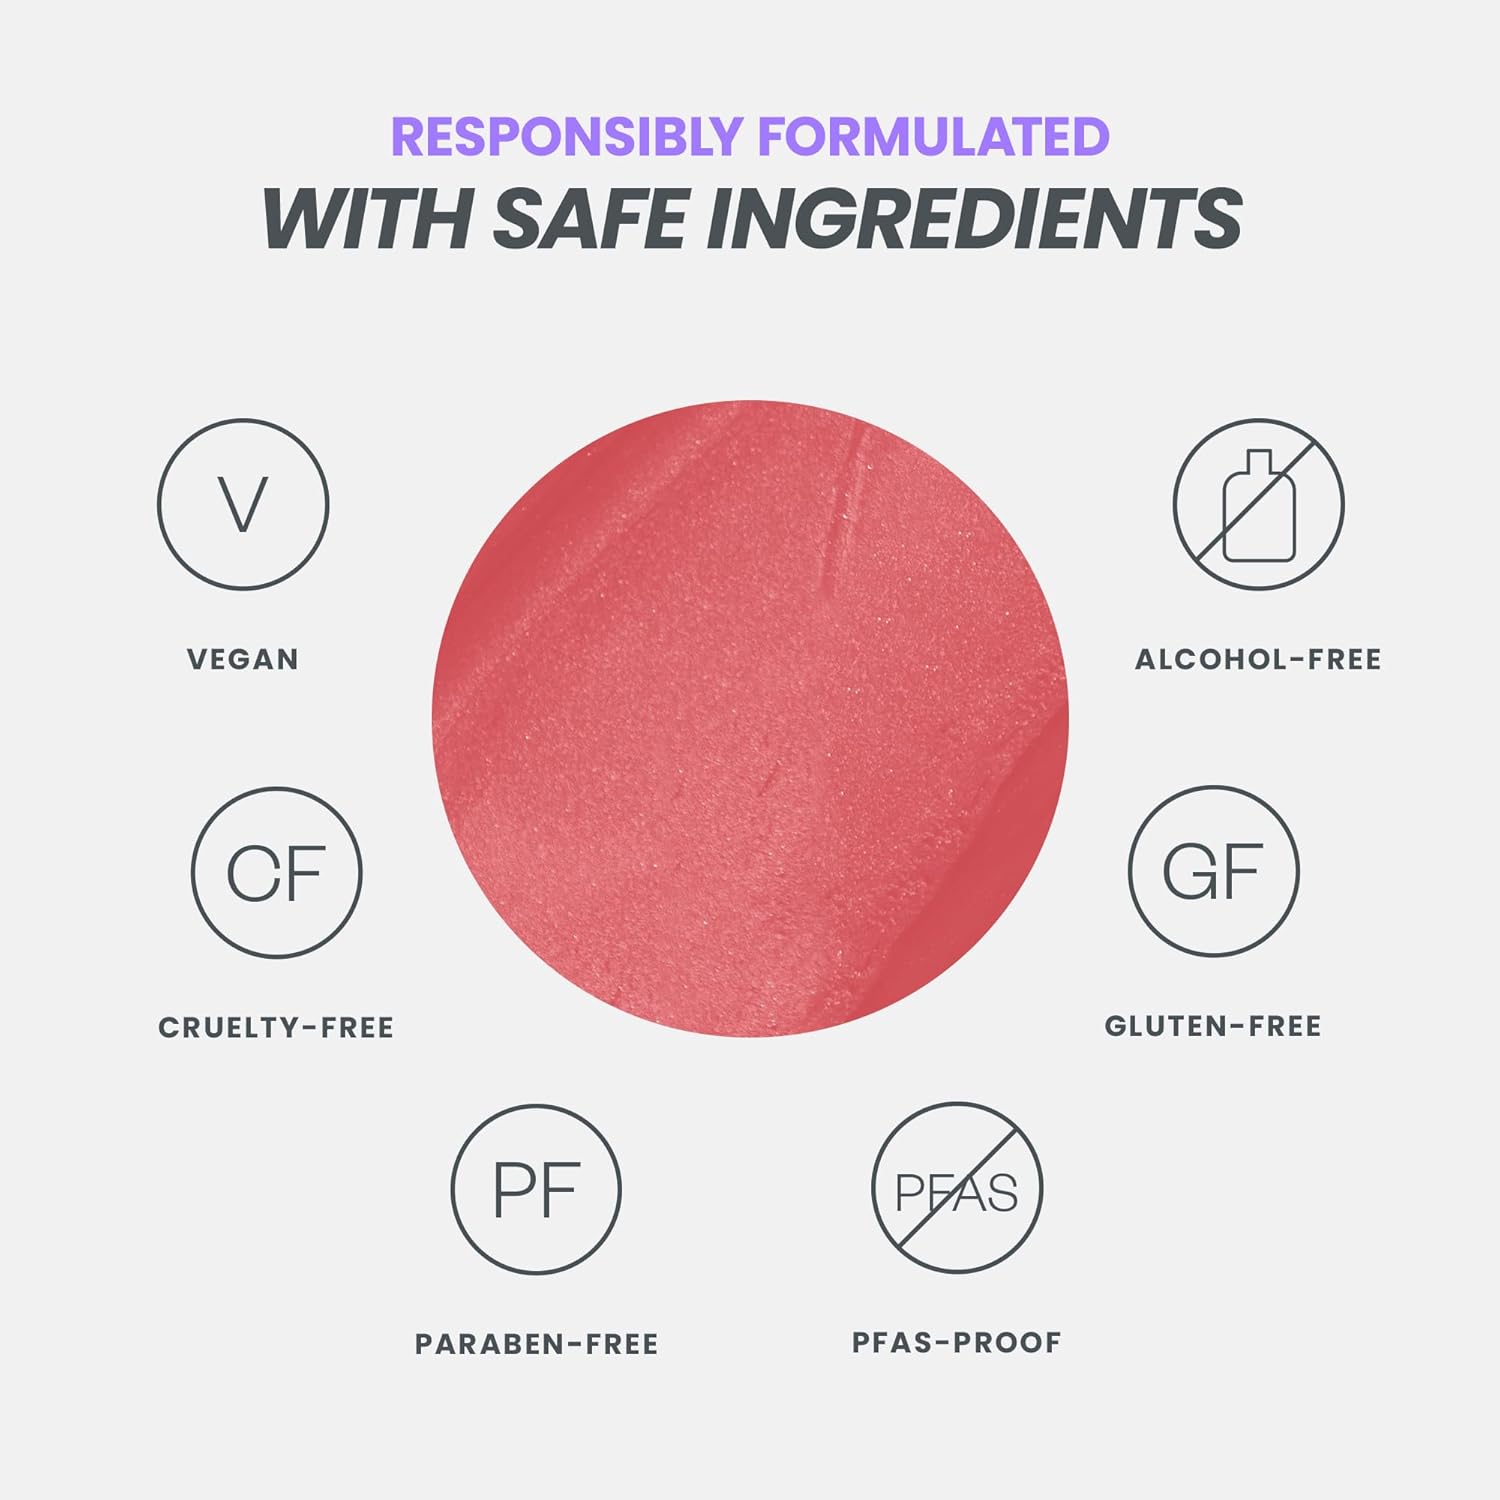 RESPONSIBLY FORMULATED
WITH SAFE INGREDIENTS
V
VEGAN
ALCOHOL-FREE
CF
CRUELTY-FREE
GF
GLUTEN-FREE
PF
PARABEN-FREE
PFAS
PFAS-PROOF